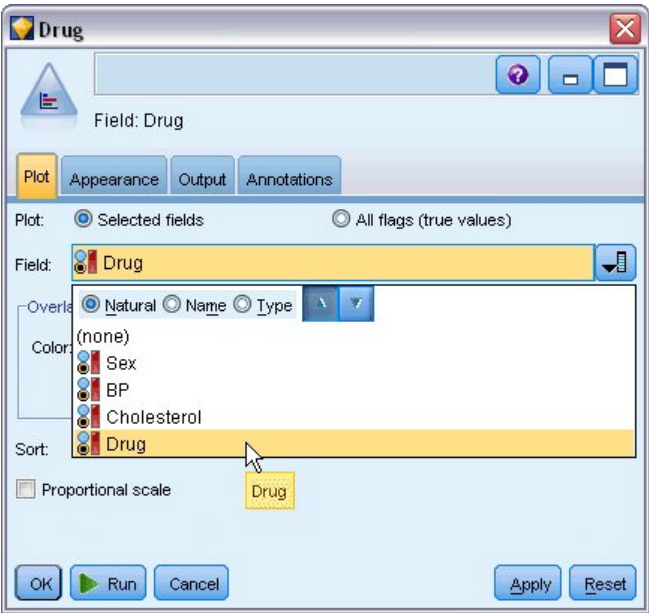 Drug
Field: Drug
Plot Appearance Output Annotations
Plot: Selected fields All flags (true values)
Field: Drug
Natural Name Type
(none)
Sex
BP
Cholesterol
Drug
Color:
Sort:
Drug
Proportional scale
OK Run Cancel Apply Reset